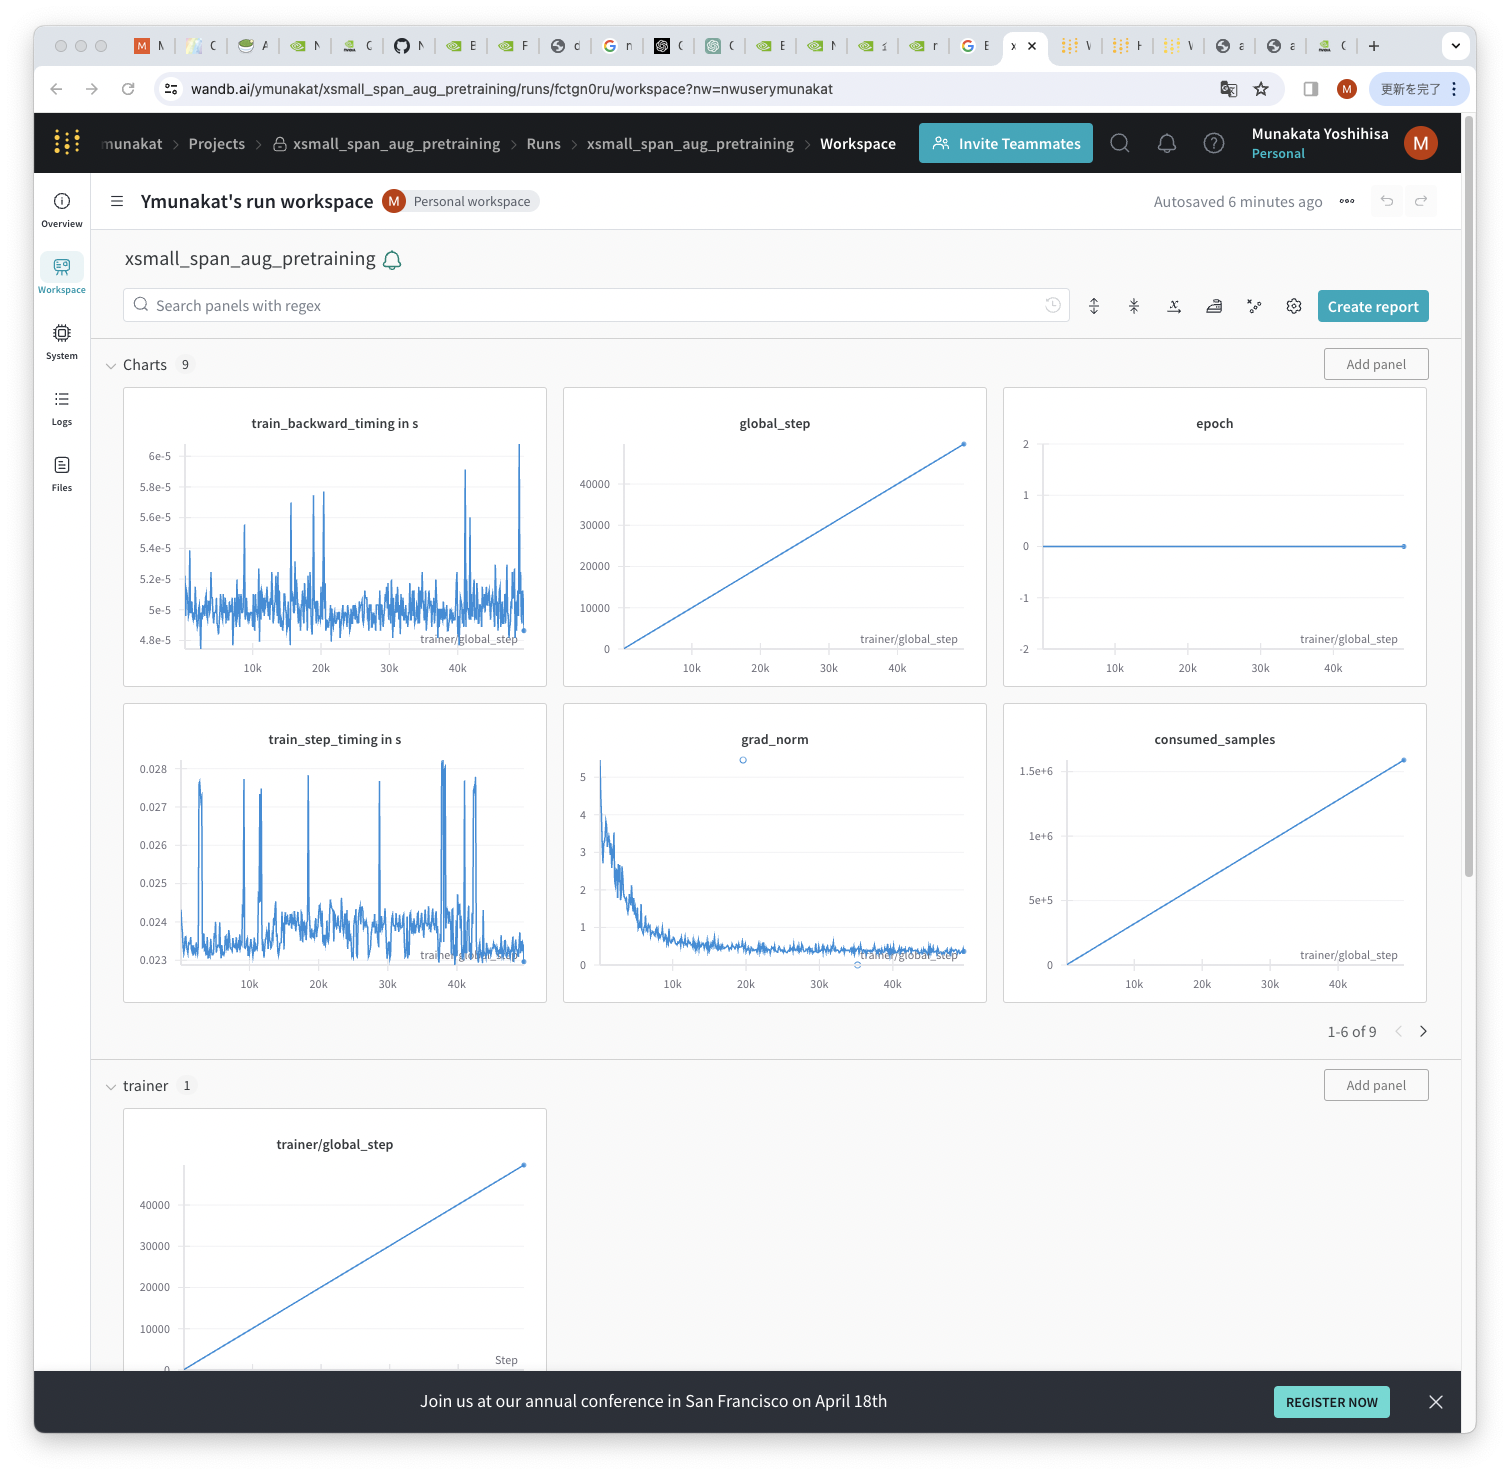 wandb.ai/ymunakat/xsmall_span_aug_pretraining/runs/fctgn0ru/workspace?nw=nwuserymunakat
M
更新を完了
munakat
Projects
xsmall_span_aug_pretraining
Runs
xsmall_span_aug_pretraining
Workspace
Invite Teammates
Munakata Yoshihisa
Personal
M
Overview
Workspace
System
Logs
Files
Ymunakat's run workspace
M
Personal workspace
Autosaved 6 minutes ago
xsmall_span_aug_pretraining
Search panels with regex
Create report
Charts 9
Add panel
train_backward_timing in s
6e-5
5.8e-5
5.6e-5
5.4e-5
5.2e-5
5e-5
4.8e-5
trainer/global_step
10k 20k 30k 40k
global_step
40000
30000
20000
10000
0
trainer/global_step
10k 20k 30k 40k
epoch
2
1
0
-1
-2
trainer/global_step
10k 20k 30k 40k
train_step_timing in s
0.028
0.027
0.026
0.025
0.024
0.023
trainer/global_step
10k 20k 30k 40k
grad_norm
5
4
3
2
1
0
trainer/global_step
10k 20k 30k 40k
consumed_samples
1.5e+6
1e+6
5e+5
0
trainer/global_step
10k 20k 30k 40k
1-6 of 9
trainer 1
Add panel
trainer/global_step
40000
30000
20000
10000
0
Step
Join us at our annual conference in San Francisco on April 18th
REGISTER NOW